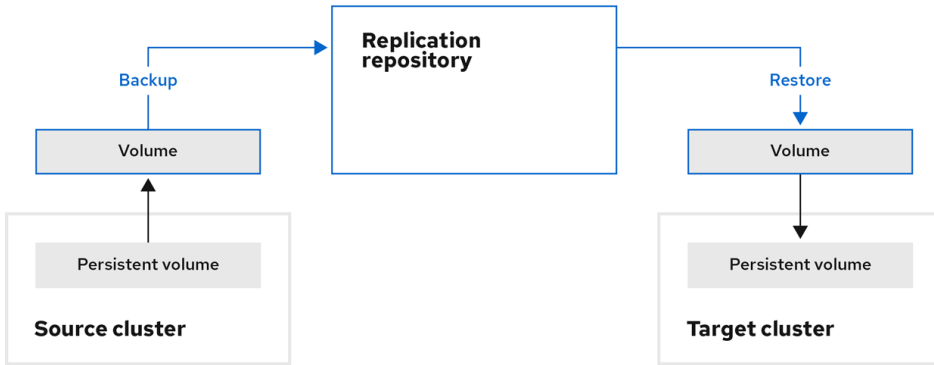 Replication
repository
Backup
Restore
Volume
Volume
Persistent volume
Persistent volume
Source cluster
Target cluster